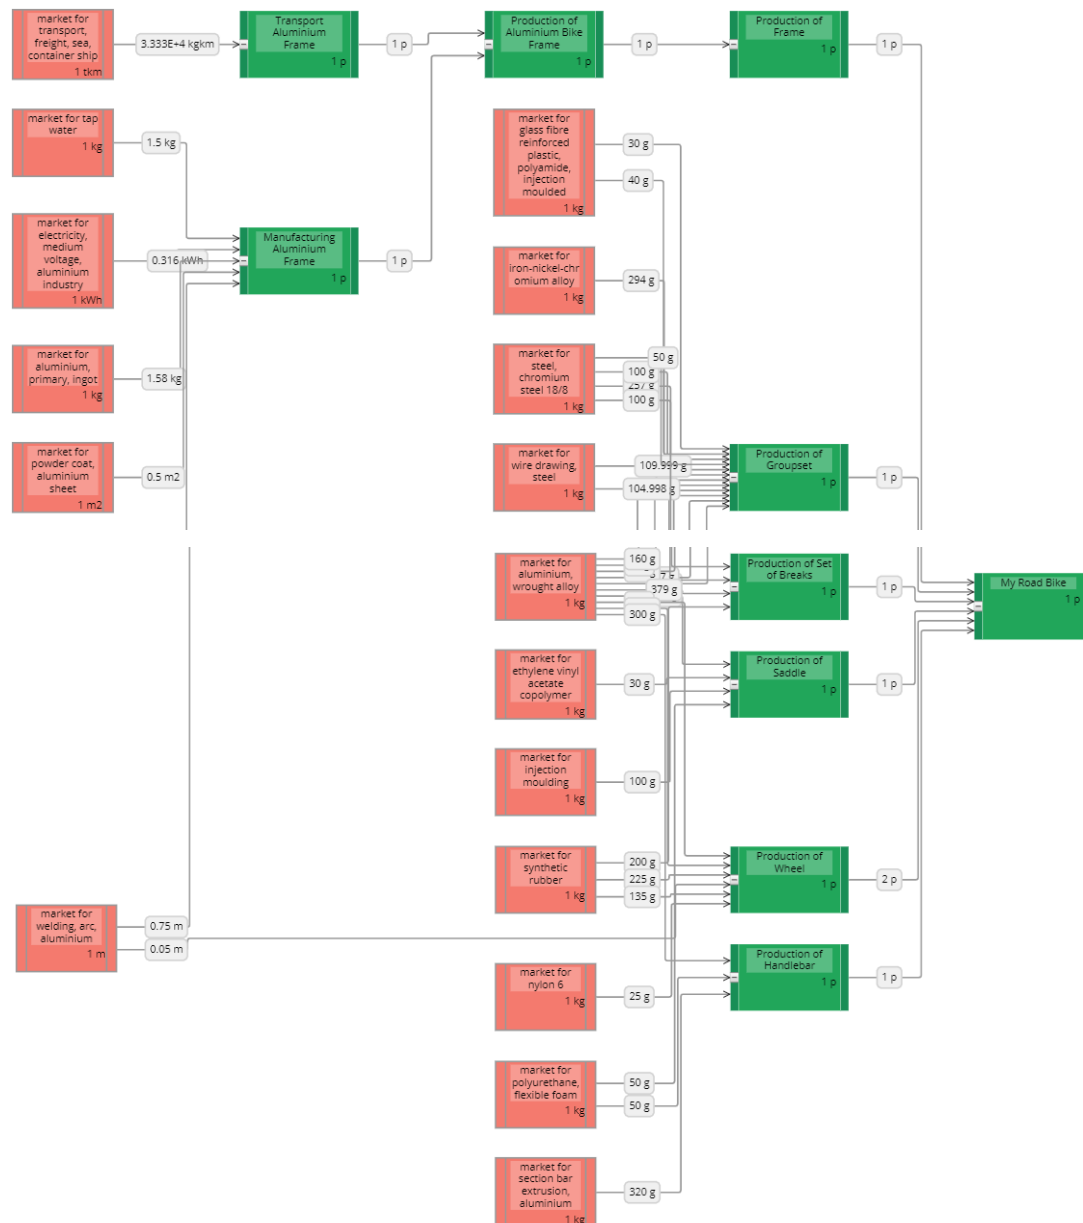 market for
transport,
freight, sea,
container ship
1 tkm
3.333E+4 kgkm
Transport
Aluminium
Frame
1 p
1 p
Production of
Aluminium Bike
Frame
1 p
1 p
Production of
Frame
1 p
1 p
market for tap
water
1 kg
1.5 kg
market for
glass fibre
reinforced
plastic,
polyamide,
injection
moulded
1 kg
30 g
40 g
market for
electricity,
medium
voltage,
aluminium
industry
1 kWh
0.316 kWh
Manufacturing
Aluminium
Frame
1 p
1 p
market for
iron-nickel-chr
omium alloy
1 kg
294 g
market for
aluminium,
primary, ingot
1 kg
1.58 kg
market for
steel,
chromium
steel 18/8
1 kg
50 g
100 g
257 g
100 g
market for
powder coat,
aluminium
sheet
1 m2
0.5 m2
market for
wire drawing,
steel
1 kg
109.999 g
104.998 g
Production of
Groupset
1 p
1 p
market for
aluminium,
wrought alloy
1 kg
160 g
379 g
300 g
Production of Set
of Breaks
1 p
1 p
My Road Bike
1 p
market for
ethylene vinyl
acetate
copolymer
1 kg
30 g
Production of
Saddle
1 p
1 p
market for
injection
moulding
1 kg
100 g
market for
synthetic
rubber
1 kg
200 g
225 g
135 g
Production of
Wheel
1 p
2 p
market for
welding, arc,
aluminium
1 m
0.75 m
0.05 m
Production of
Handlebar
1 p
1 p
market for
nylon 6
1 kg
25 g
market for
polyurethane,
flexible foam
1 kg
50 g
50 g
market for
section bar
extrusion,
aluminium
1 kg
320 g